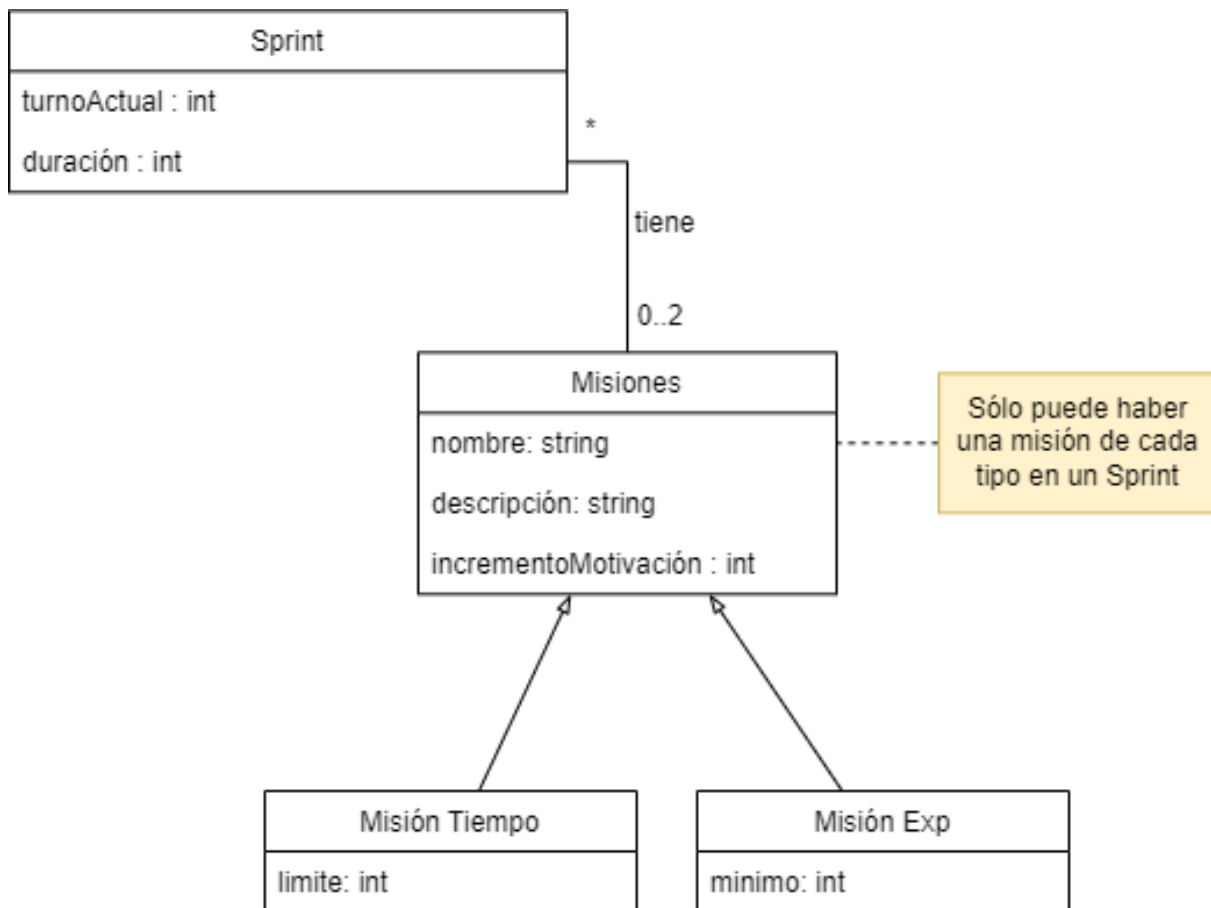 Sprint
turnoActual : int
duración : int
*
tiene
0..2
Misiones
nombre: string
descripción: string
incrementoMotivación : int
Sólo puede haber
una misión de cada
tipo en un Sprint
Misión Tiempo
limite: int
Misión Exp
minimo: int